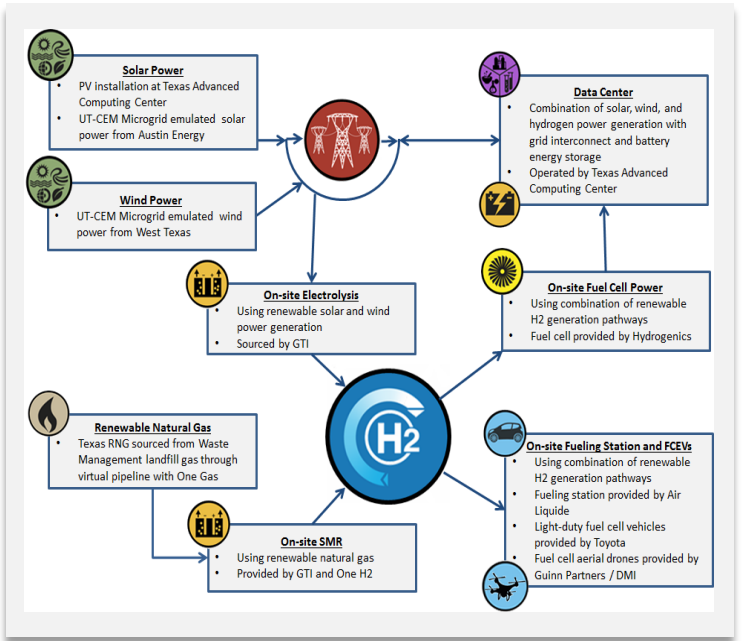 Solar Power
• PV installation at Texas Advanced
Computing Center
• UT-CEM Microgrid emulated solar
power from Austin Energy
Wind Power
• UT-CEM Microgrid emulated wind
power from West Texas
Data Center
• Combination of solar, wind, and
hydrogen power generation with
grid interconnect and battery
energy storage
• Operated by Texas Advanced
Computing Center
On-site Electrolysis
• Using renewable solar and wind
power generation
• Sourced by GTI
On-site Fuel Cell Power
• Using combination of renewable
H2 generation pathways
• Fuel cell provided by Hydrogenics
H2
Renewable Natural Gas
• Texas RNG sourced from Waste
Management landfill gas through
virtual pipeline with One Gas
On-site SMR
• Using renewable natural gas
• Provided by GTI and One H2
On-site Fueling Station and FCEVs
• Using combination of renewable
H2 generation pathways
• Fueling station provided by Air
Liquide
• Light-duty fuel cell vehicles
provided by Toyota
• Fuel cell aerial drones provided by
Guinn Partners / DMI